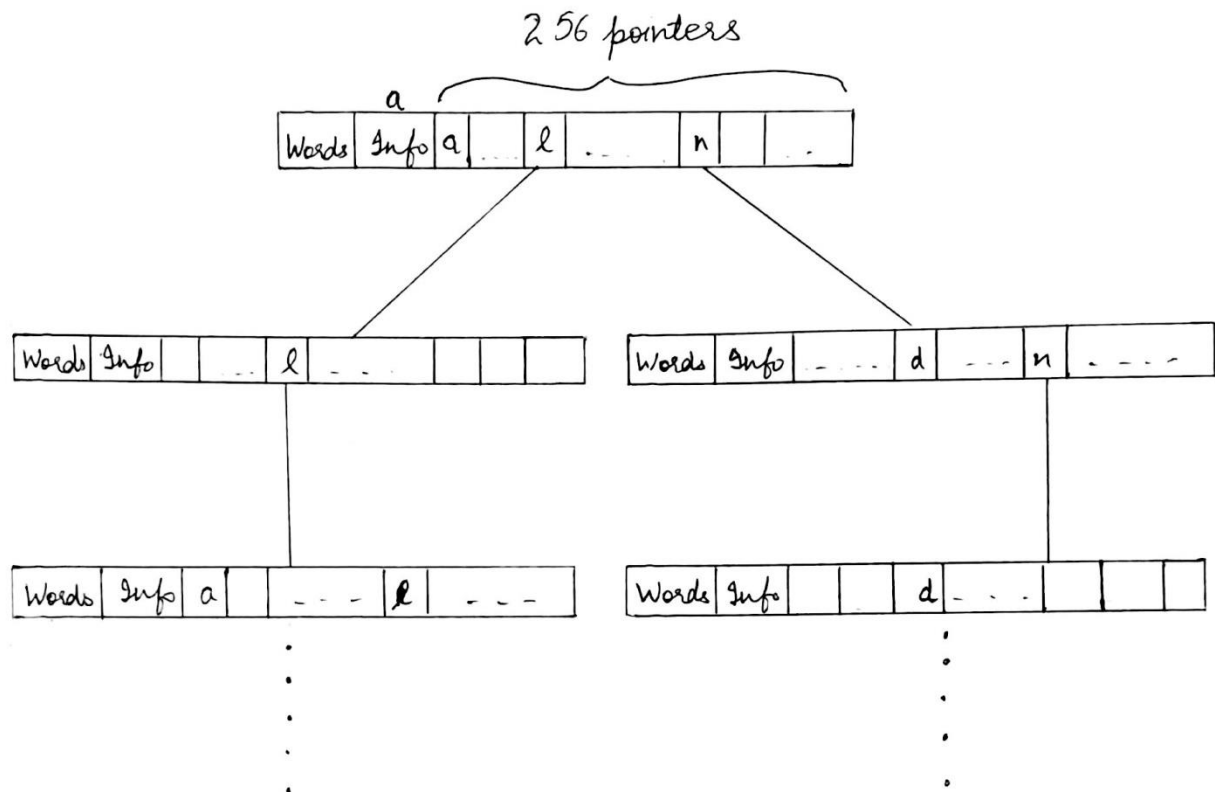 256 pointers
a
Words Info a .... l ..... n .
Words Info ... l ... 
Words Info ..... d ... n ....
Words Info a --- l ---
Words Info d ....